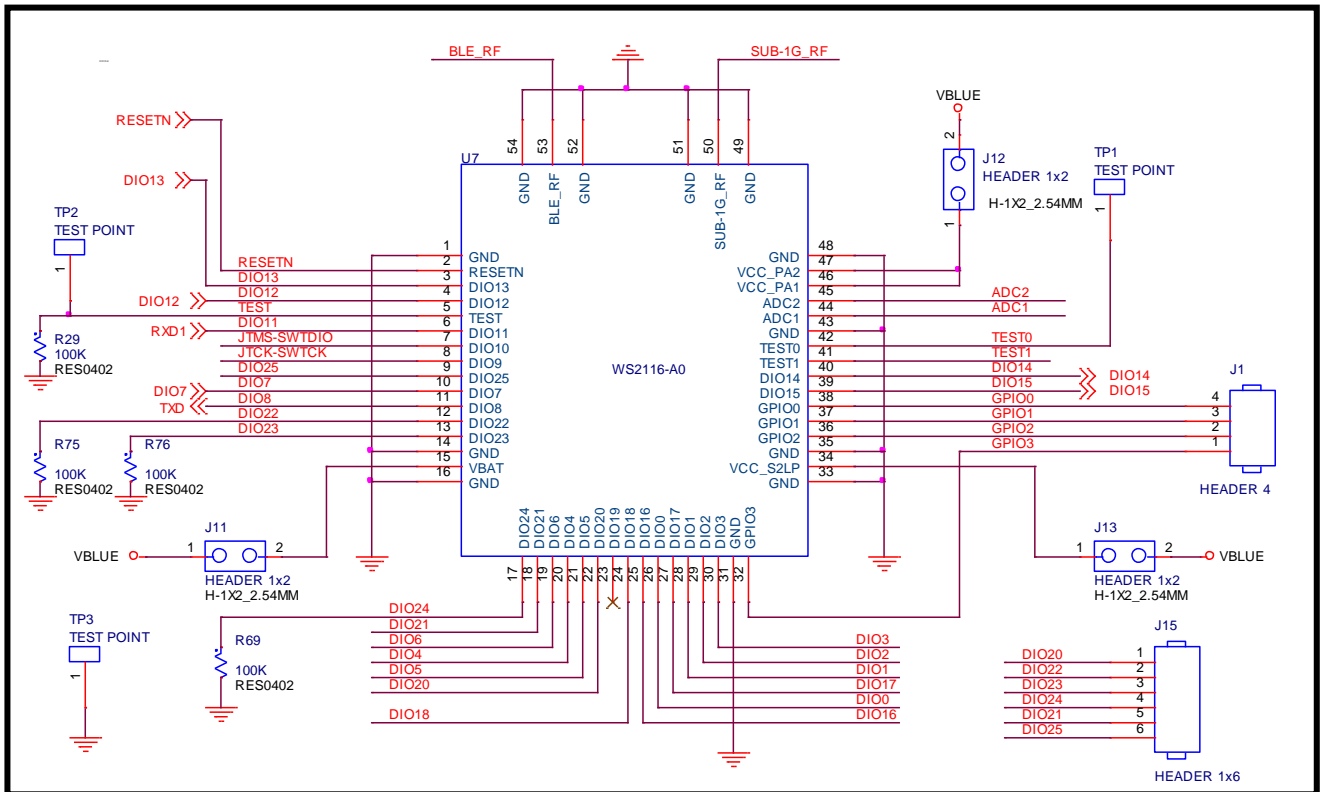 BLE_RF
SUB-1G_RF
VBLUE
RESETN
DIO13
54
53
52
51
50
49
U7
GND
BLE_RF
GND
GND
SUB-1G_RF
GND
2
J12
HEADER 1x2
H-1X2_2.54MM
1
TP1
TEST POINT
1
TP2
TEST POINT
1
DIO12
RXD1
DIO7
TXD
RESETN
DIO13
DIO12
TEST
DIO11
JTMS-SWTDIO
JTCK-SWTCK
DIO25
DIO7
DIO8
DIO22
DIO23
1
2
3
4
5
6
7
8
9
10
11
12
13
14
15
16
GND
RESETN
DIO13
DIO12
TEST
DIO11
DIO10
DIO9
DIO25
DIO7
DIO8
DIO22
DIO23
GND
VBAT
GND
WS2116-A0
GND
VCC_PA2
VCC_PA1
ADC2
ADC1
GND
TEST0
TEST1
DIO14
DIO15
GPIO0
GPIO1
GPIO2
GND
VCC_S2LP
GND
48
47
46
45
44
43
42
41
40
39
38
37
36
35
34
33
ADC2
ADC1
TEST0
TEST1
DIO14
DIO15
GPIO0
GPIO1
GPIO2
GPIO3
DIO14
DIO15
J1
4
3
2
1
HEADER 4
R29
100K
RES0402
R75
100K
RES0402
R76
100K
RES0402
J11
VBLUE
1
2
HEADER 1x2
H-1X2_2.54MM
DIO24
DIO21
DIO6
DIO4
DIO5
DIO20
DIO19
DIO18
DIO16
DIO0
DIO17
DIO1
DIO2
DIO3
GND
GPIO3
17
18
19
20
21
22
23
24
25
26
27
28
29
30
31
32
J13
1
2
VBLUE
HEADER 1x2
H-1X2_2.54MM
TP3
TEST POINT
1
R69
100K
RES0402
DIO24
DIO21
DIO6
DIO4
DIO5
DIO20
DIO18
DIO3
DIO2
DIO1
DIO17
DIO0
DIO16
J15
DIO20
DIO22
DIO23
DIO24
DIO21
DIO25
1
2
3
4
5
6
HEADER 1x6